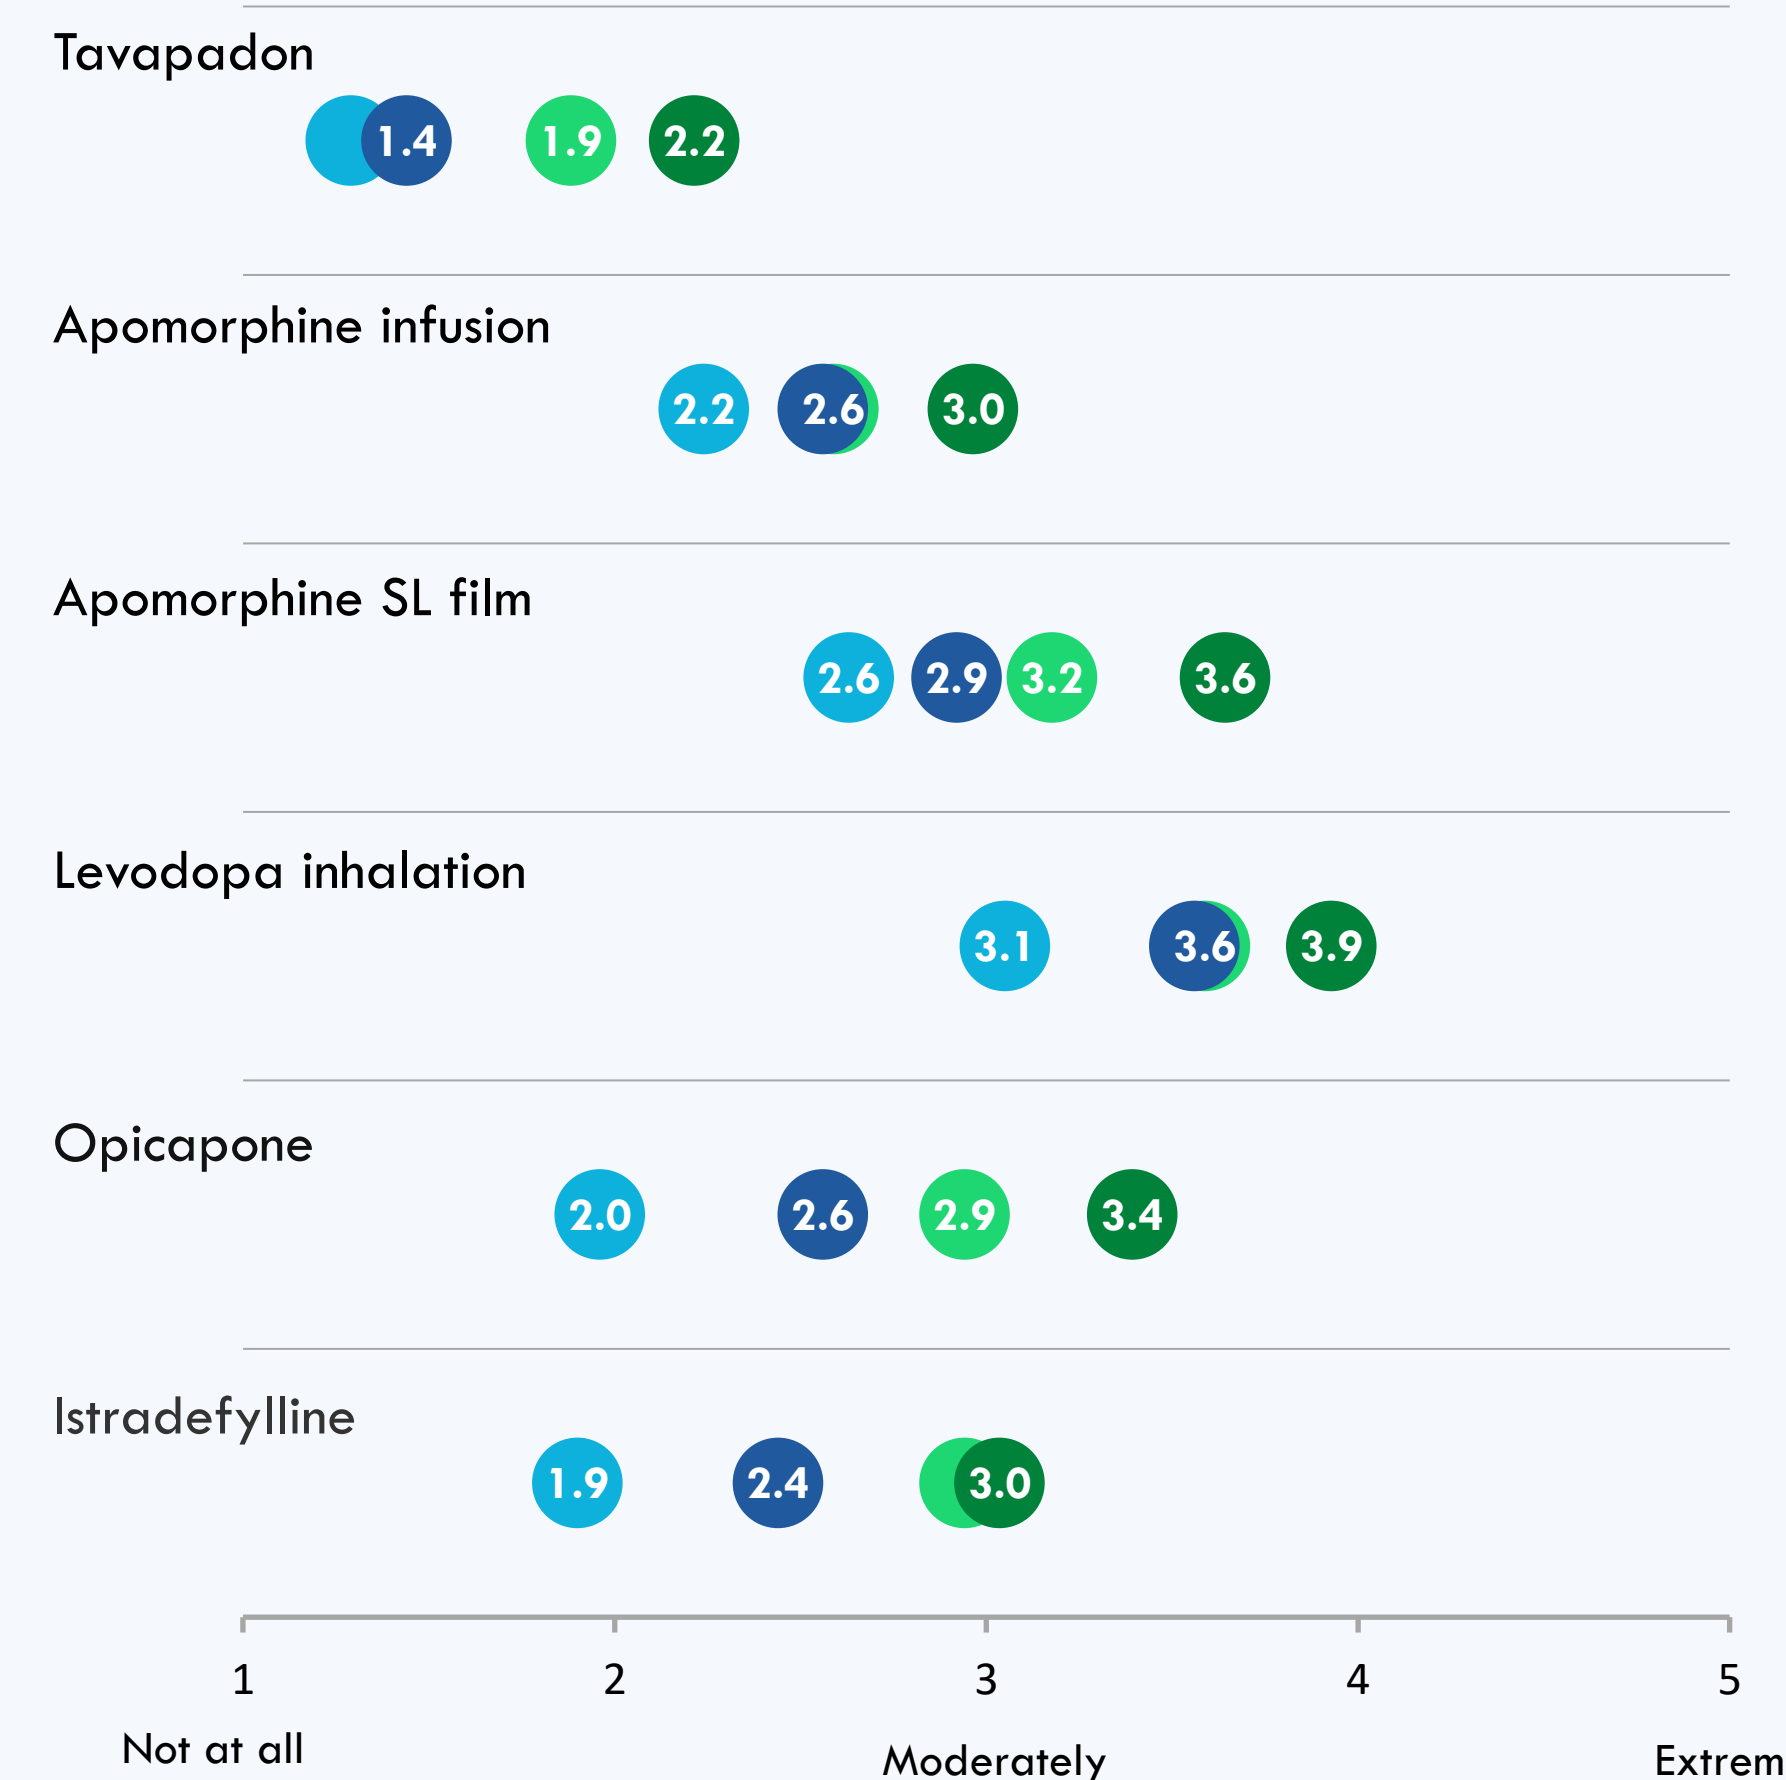 Tavapadon
1.4 1.9 2.2
Apomorphine infusion
2.2 2.6 3.0
Apomorphine SL film
2.6 2.9 3.2 3.6
Levodopa inhalation
3.1 3.6 3.9
Opicapone
2.0 2.6 2.9 3.4
Istradefylline
1.9 2.4 3.0
1 2 3 4 5
Not at all Moderately Extrem